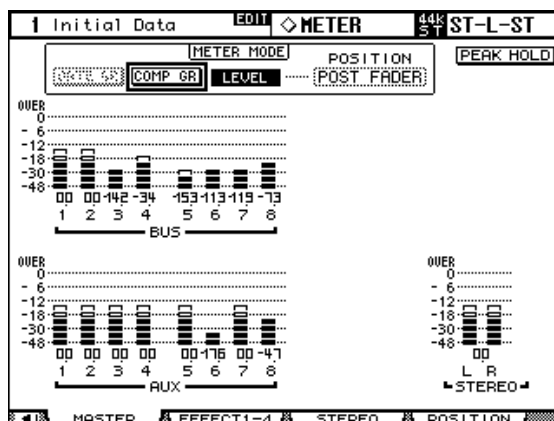 1 Initial Data EDIT ◇METER 44k ST ST-L-ST
METER MODE POSITION PEAK HOLD
GATE GR COMP GR LEVEL POST FADER
OVER
0
-6
-12
-18
-30
-48
00 00 -142 -34 -153 -113 -119 -73
1 2 3 4 5 6 7 8
BUS
OVER OVER
0 0
-6 -6
-12 -12
-18 -18
-30 -30
-48 -48
00 00 00 00 00 -176 00 -47 00
1 2 3 4 5 6 7 8 L R
AUX STEREO
MASTER EFFECT1-4 STEREO POSITION